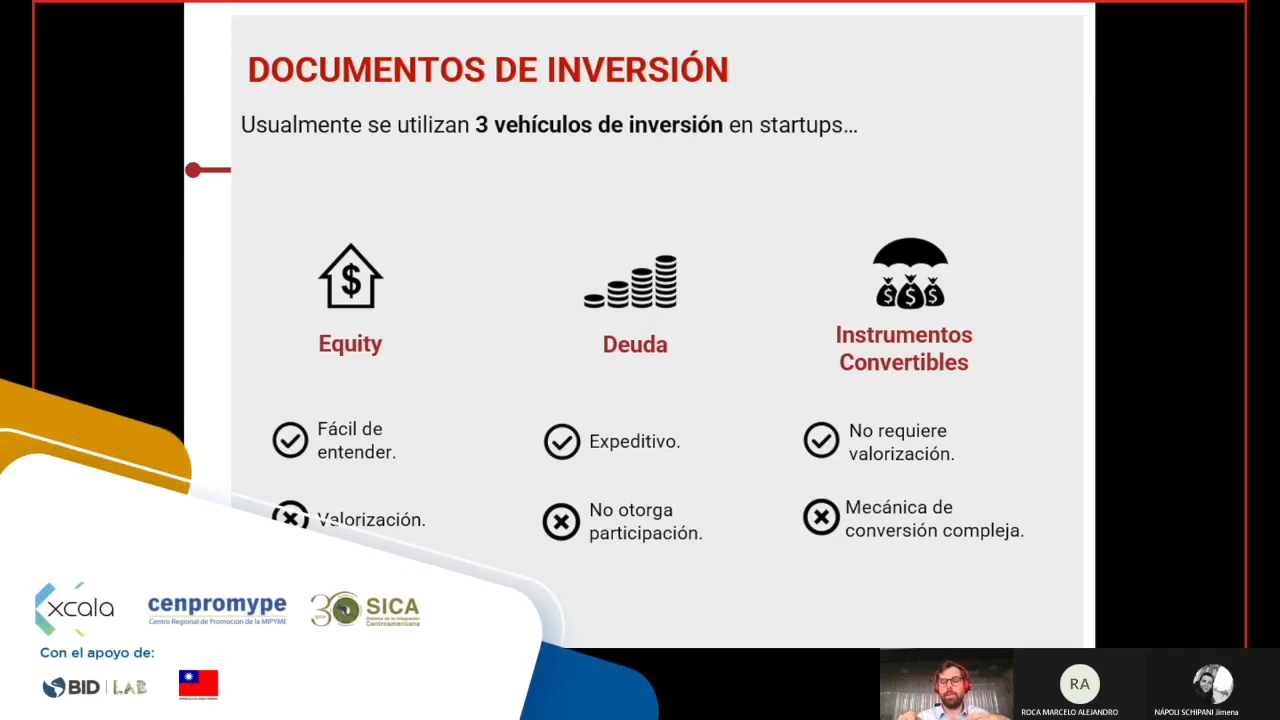 DOCUMENTOS DE INVERSIÓN
Usualmente se utilizan 3 vehículos de inversión en startups...
Equity
Deuda
Instrumentos
Convertibles
Fácil de
entender.
Expeditivo.
No requiere
valorización.
Valorización.
No otorga
participación.
Mecánica de
conversión compleja.
xcala
cenpromype
Centro Regional de Promoción de la MIPYME
30
SICA
Sistema de la Integración
Centroamericana
Con el apoyo de:
BID | LAB
RA
ROCA MARCELO ALEJANDRO
NÁPOLI SCHIPANI Jimena